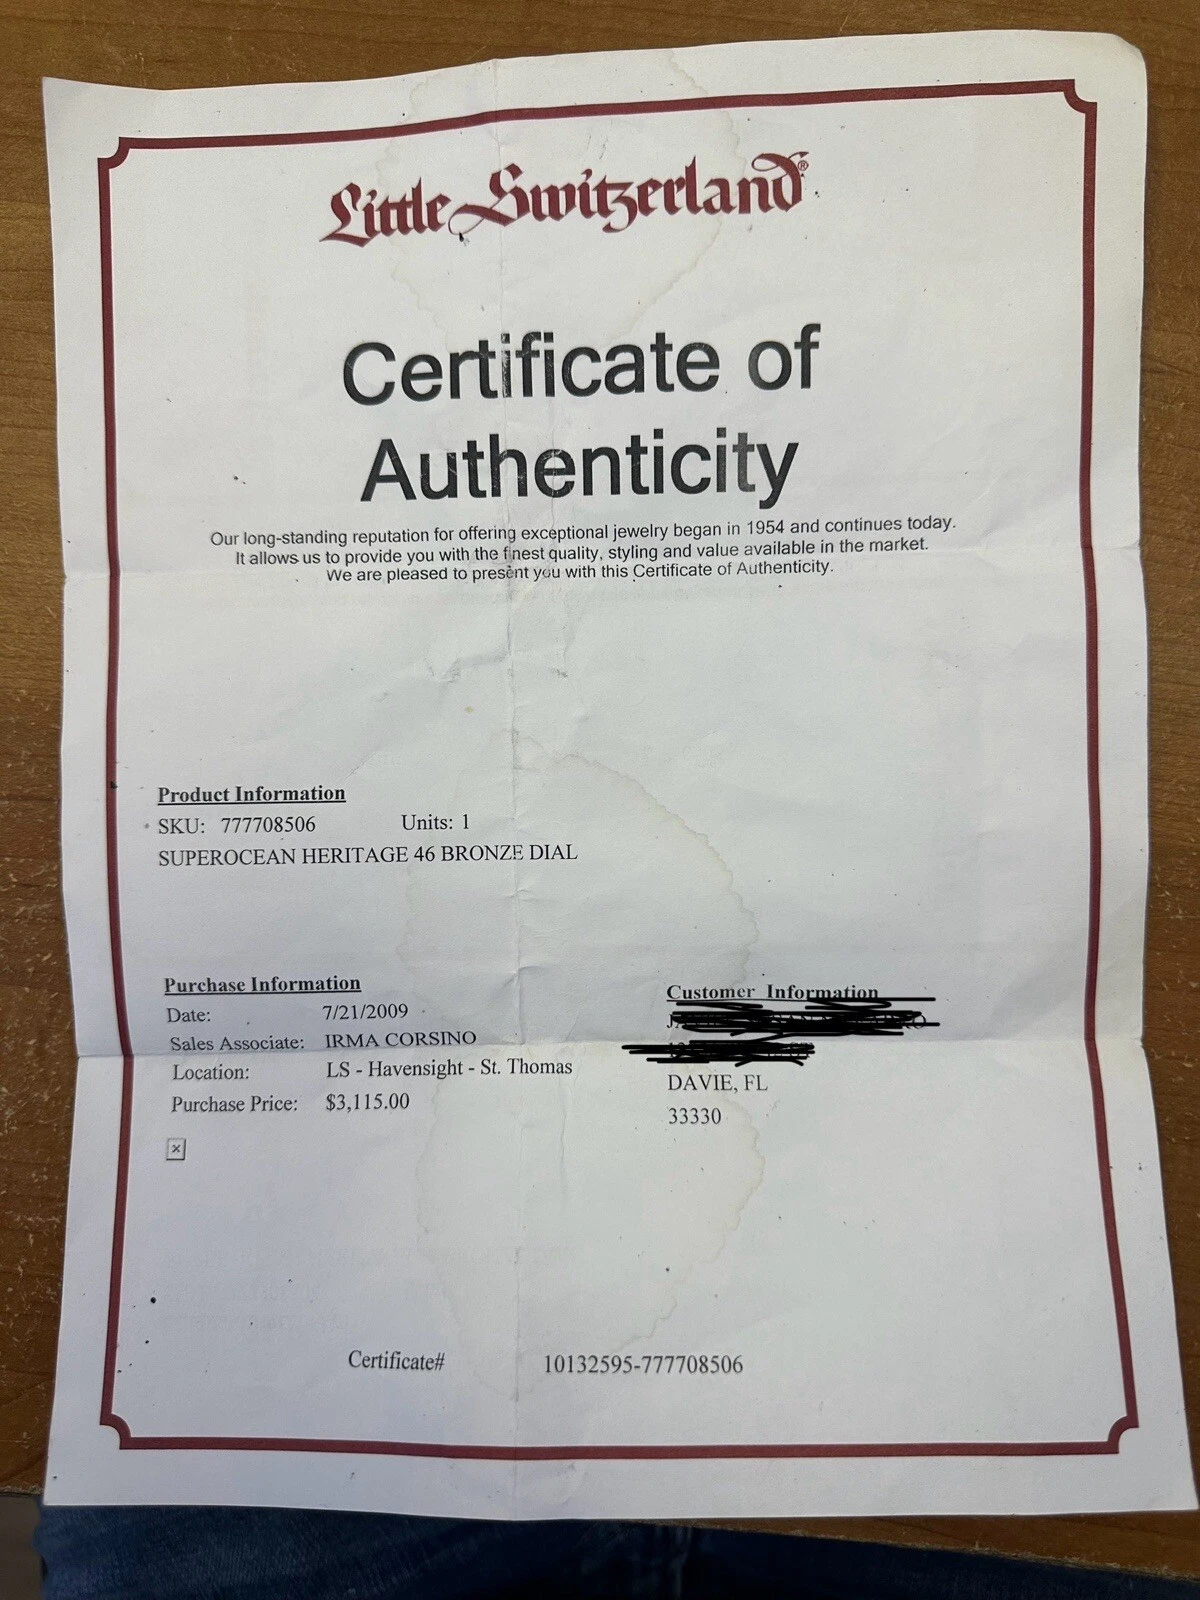 Little Switzerland®
Certificate of
Authenticity
Our long-standing reputation for offering exceptional jewelry began in 1954 and continues today.
It allows us to provide you with the finest quality, styling and value available in the market.
We are pleased to present you with this Certificate of Authenticity.
Product Information
SKU: 777708506 Units: 1
SUPEROCEAN HERITAGE 46 BRONZE DIAL
Purchase Information
Date: 7/21/2009
Sales Associate: IRMA CORSINO
Location: LS - Havensight - St. Thomas
Purchase Price: $3,115.00
Customer Information
DAVIE, FL
33330
Certificate# 10132595-777708506